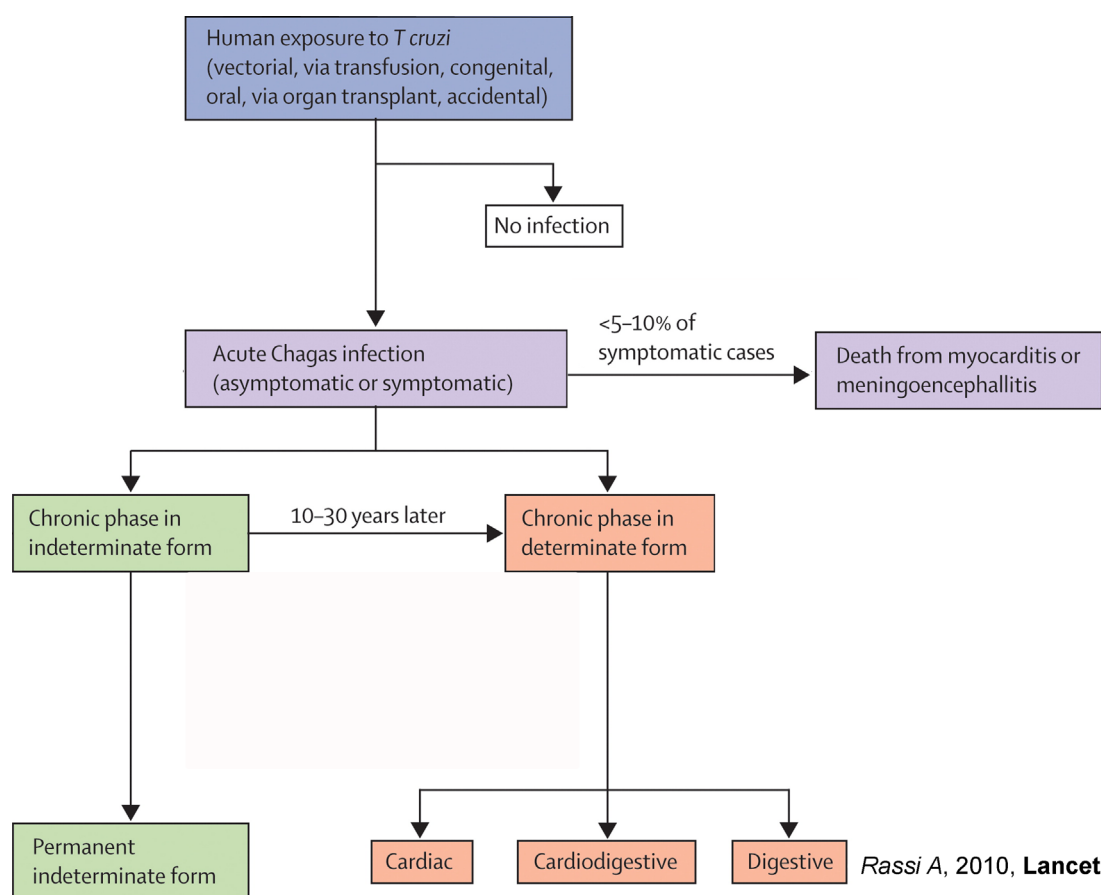 Human exposure to T cruzi
(vectorial, via transfusion, congenital,
oral, via organ transplant, accidental)
No infection
Acute Chagas infection
(asymptomatic or symptomatic)
<5–10% of
symptomatic cases
Death from myocarditis or
meningoencephallitis
Chronic phase in
indeterminate form
10–30 years later
Chronic phase in
determinate form
Permanent
indeterminate form
Cardiac
Cardiodigestive
Digestive
Rassi A, 2010, Lancet